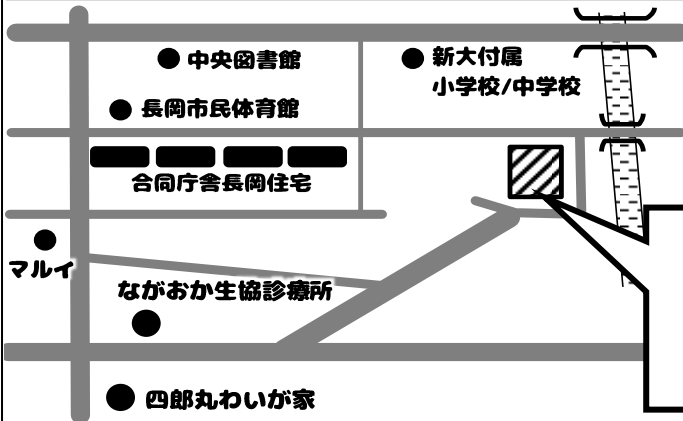 中央図書館
新大付属
小学校/中学校
長岡市民体育館
合同庁舎長岡住宅
マルイ
ながおか生協診療所
四郎丸わいが家